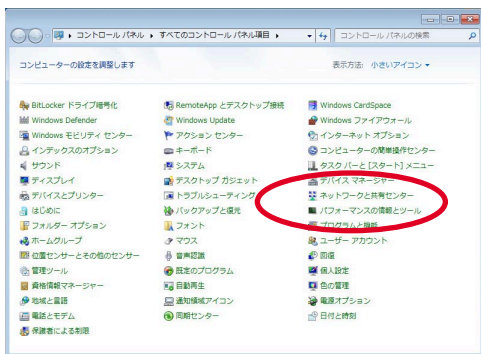 コントロール パネル ▸ すべてのコントロール パネル項目 ▸
コントロール パネルの検索
コンピューターの設定を調整します
表示方法: 小さいアイコン
BitLocker ドライブ暗号化
Windows Defender
Windows モビリティ センター
インデックスのオプション
サウンド
ディスプレイ
デバイスとプリンター
はじめに
フォルダー オプション
ホームグループ
位置センサーとその他のセンサー
管理ツール
資格情報マネージャー
地域と言語
電話とモデム
保護者による制限
RemoteApp とデスクトップ接続
Windows Update
アクション センター
キーボード
システム
デスクトップ ガジェット
トラブルシューティング
バックアップと復元
フォント
マウス
音声認識
既定のプログラム
自動再生
通知領域アイコン
同期センター
Windows CardSpace
Windows ファイアウォール
インターネット オプション
コンピューターの簡単操作センター
タスク バーと [スタート] メニュー
デバイス マネージャー
ネットワークと共有センター
パフォーマンスの情報とツール
プログラムと機能
ユーザー アカウント
回復
個人設定
色の管理
電源オプション
日付と時刻